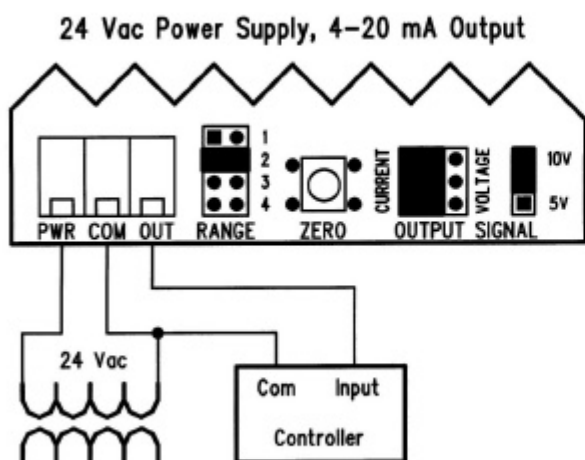 24 Vac Power Supply, 4-20 mA Output
1
2
3
4
CURRENT
VOLTAGE
10V
5V
PWR COM OUT RANGE ZERO OUTPUT SIGNAL
24 Vac
Com Input
Controller